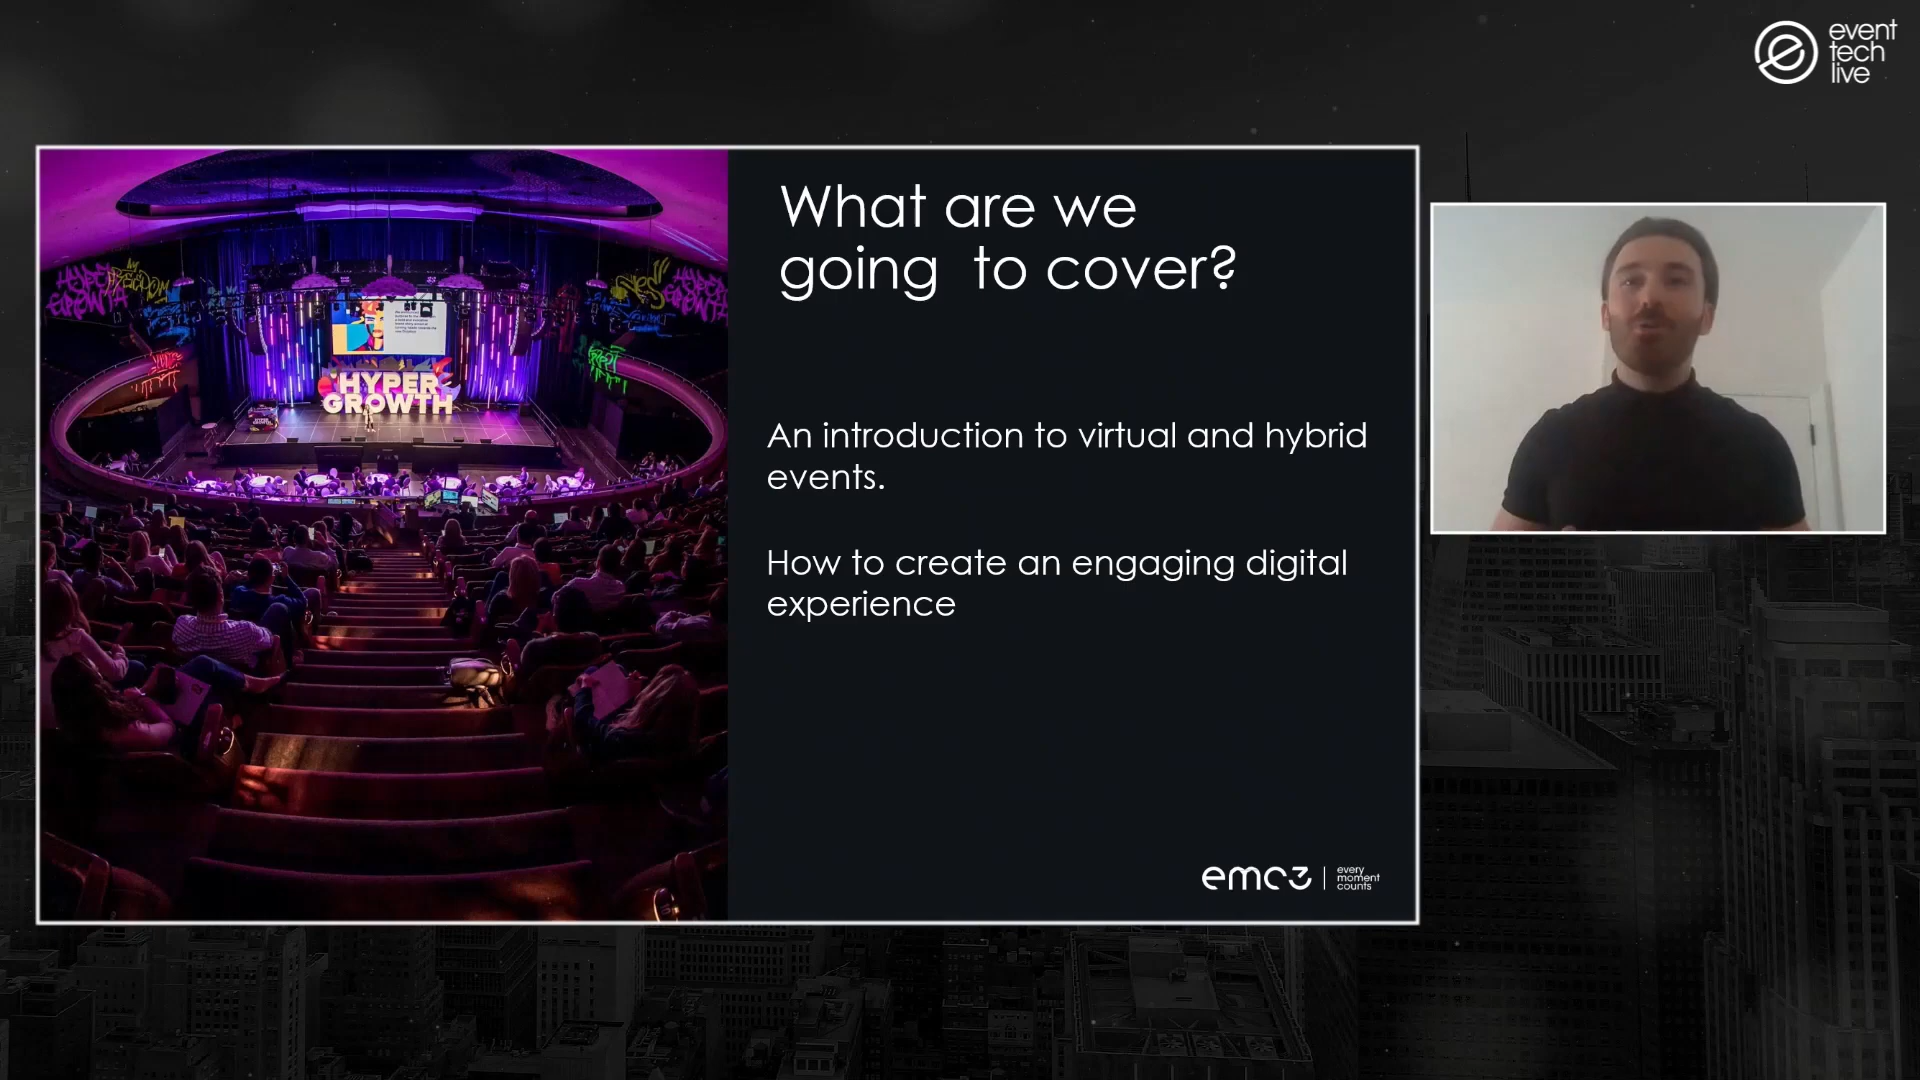 event
tech
live
What are we
going to cover?
An introduction to virtual and hybrid
events.
How to create an engaging digital
experience
HYPER
GROWTH
emc3
every
moment
counts